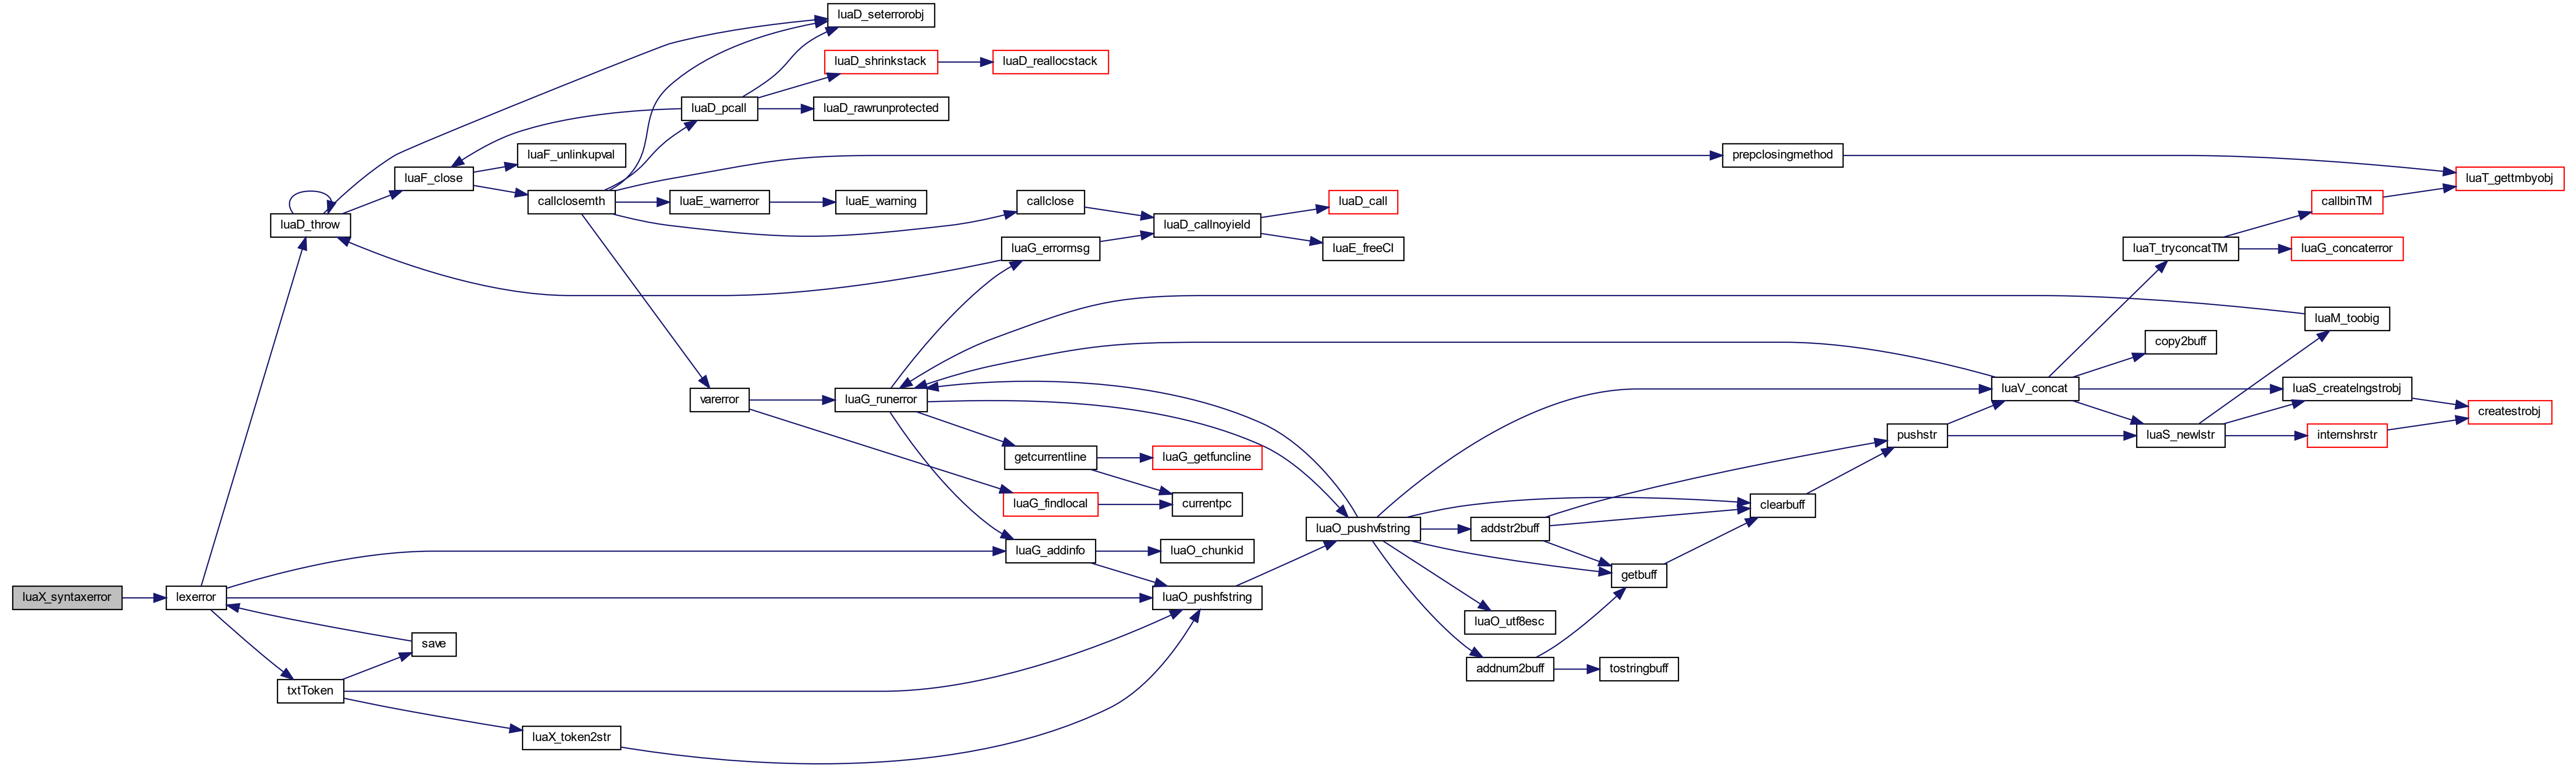 luaD_seterrorobj
luaD_shrinkstack
luaD_reallocstack
luaD_pcall
luaD_rawrunprotected
luaF_unlinkupval
prepclosingmethod
luaF_close
luaT_gettmbyobj
callclosemth
luaE_warnerror
luaE_warning
callclose
luaD_call
callbinTM
luaD_throw
luaD_callnoyield
luaG_errormsg
luaE_freeCI
luaT_tryconcatTM
luaG_concaterror
luaM_toobig
copy2buff
varerror
luaG_runerror
luaV_concat
luaS_createlngstrobj
createstrobj
pushstr
luaS_newlstr
internshrstr
getcurrentline
luaG_getfuncline
luaG_findlocal
currentpc
clearbuff
luaO_pushvfstring
addstr2buff
luaG_addinfo
luaO_chunkid
getbuff
luaX_syntaxerror
lexerror
luaO_pushfstring
luaO_utf8esc
save
addnum2buff
tostringbuff
txtToken
luaX_token2str